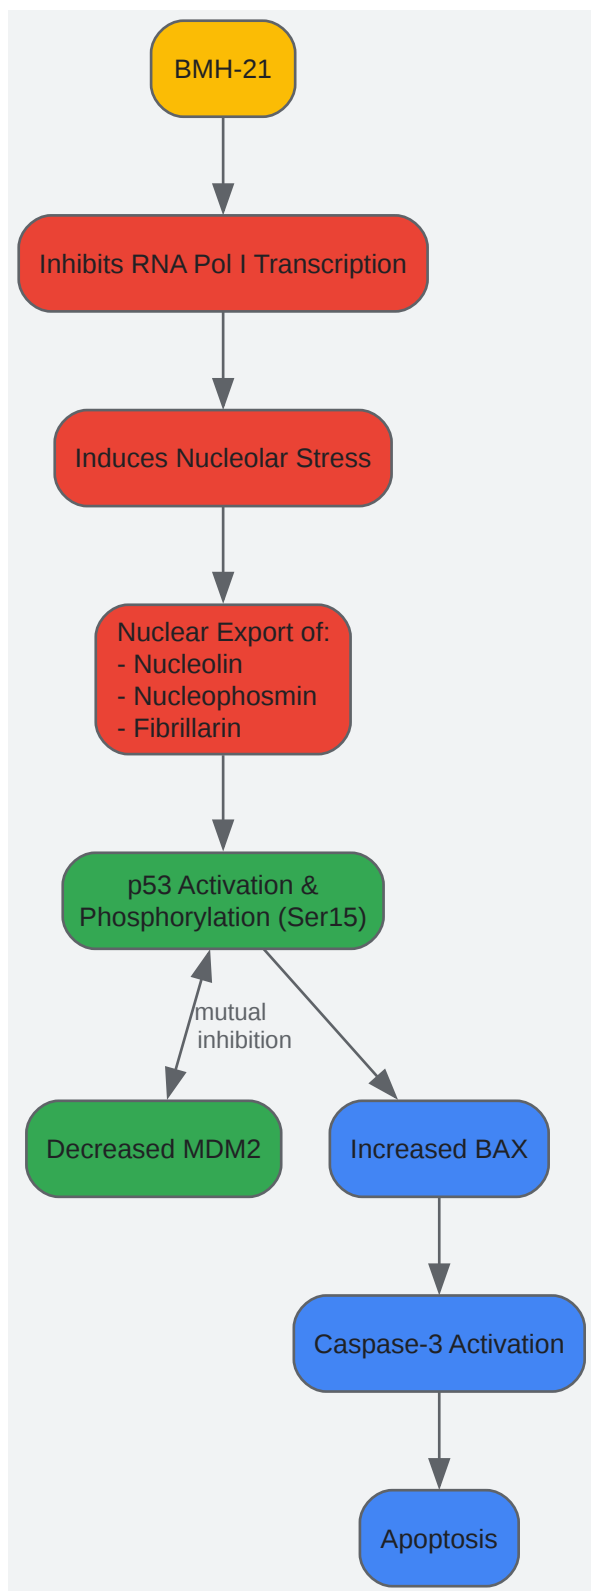 BMH-21
Inhibits RNA Pol I Transcription
Induces Nucleolar Stress
Nuclear Export of:
- Nucleolin
- Nucleophosmin
- Fibrillarin
p53 Activation &
Phosphorylation (Ser15)
mutual
inhibition
Decreased MDM2
Increased BAX
Caspase-3 Activation
Apoptosis